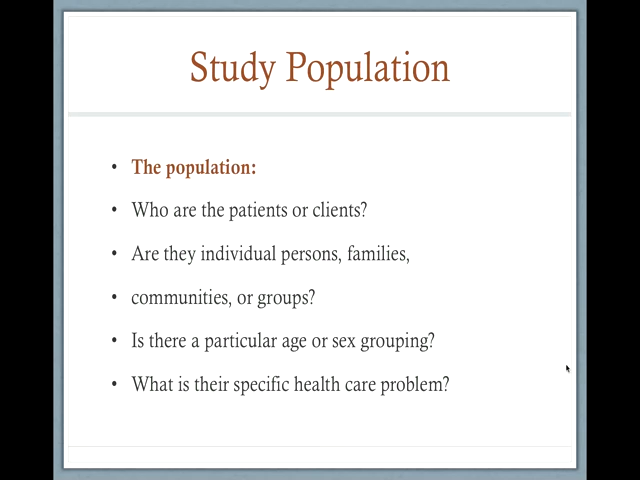 Study Population
• The population:
• Who are the patients or clients?
• Are they individual persons, families,
• communities, or groups?
• Is there a particular age or sex grouping?
• What is their specific health care problem?